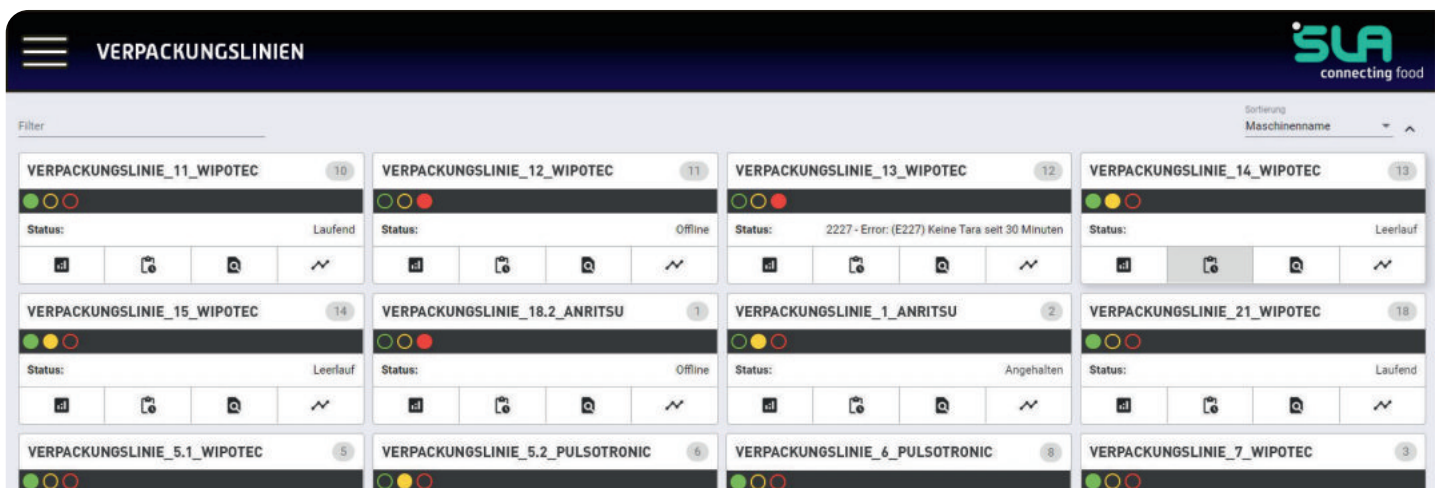 VERPACKUNGSLINIEN
SLA
connecting food
Filter
Sortierung
Maschinenname
VERPACKUNGSLINIE_11_WIPOTEC 10
Status: Laufend
VERPACKUNGSLINIE_12_WIPOTEC 11
Status: Offline
VERPACKUNGSLINIE_13_WIPOTEC 12
Status: 2227 - Error: (E227) Keine Tara seit 30 Minuten
VERPACKUNGSLINIE_14_WIPOTEC 13
Status: Leerlauf
VERPACKUNGSLINIE_15_WIPOTEC 14
Status: Leerlauf
VERPACKUNGSLINIE_18.2_ANRITSU 1
Status: Offline
VERPACKUNGSLINIE_1_ANRITSU 2
Status: Angehalten
VERPACKUNGSLINIE_21_WIPOTEC 18
Status: Laufend
VERPACKUNGSLINIE_5.1_WIPOTEC 5
VERPACKUNGSLINIE_5.2_PULSOTRONIC 6
VERPACKUNGSLINIE_6_PULSOTRONIC 8
VERPACKUNGSLINIE_7_WIPOTEC 3